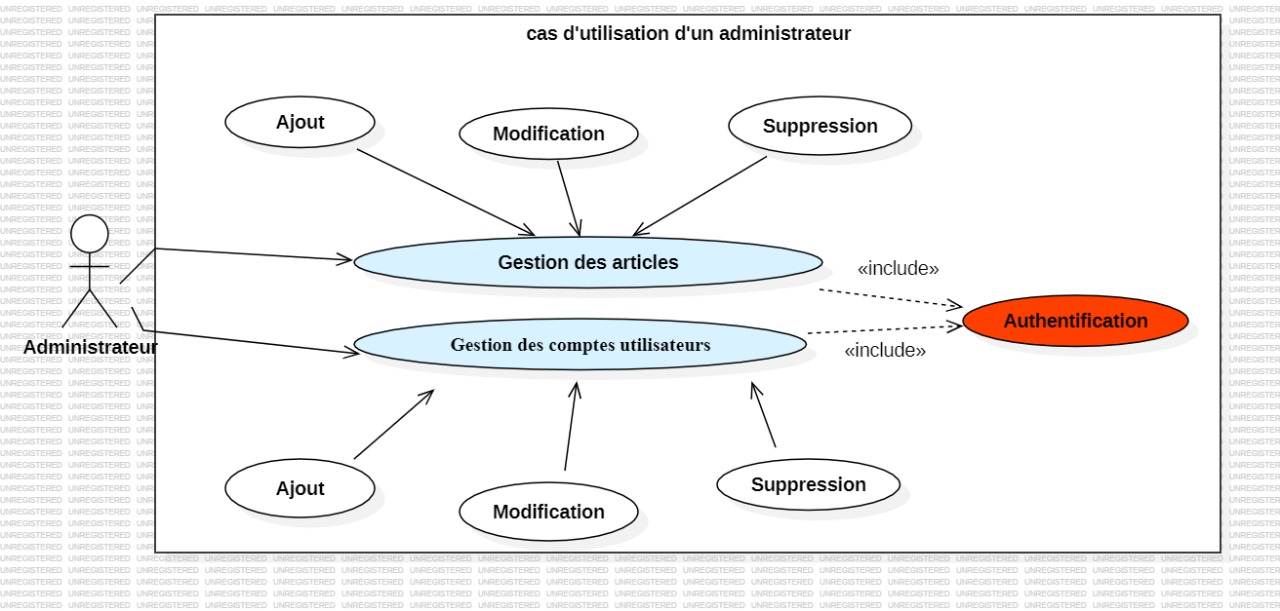 cas d'utilisation d'un administrateur
Ajout
Modification
Suppression
Gestion des articles
«include»
Authentification
Gestion des comptes utilisateurs
«include»
Administrateur
Ajout
Modification
Suppression
UNREGISTERED